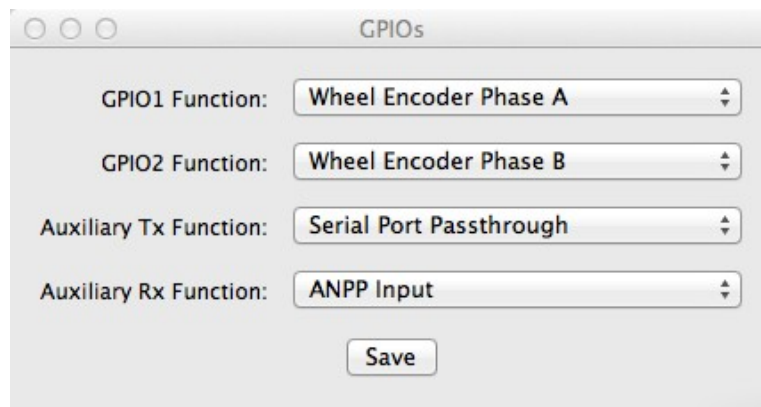 GPIOs
GPIO1 Function: Wheel Encoder Phase A
GPIO2 Function: Wheel Encoder Phase B
Auxiliary Tx Function: Serial Port Passthrough
Auxiliary Rx Function: ANPP Input
Save